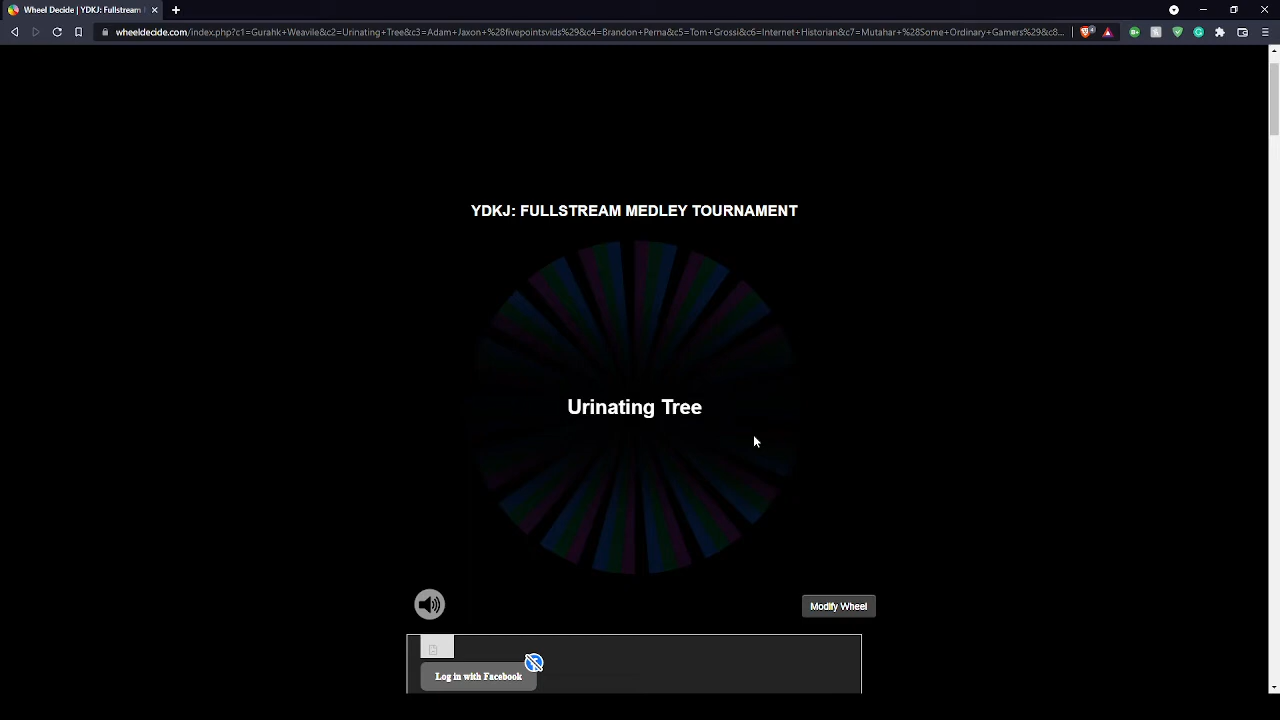 Wheel Decide | YDKJ: Fullstream
wheeldecide.com/index.php?c1=Gurahk+Weavile&c2=Urinating+Tree&c3=Adam+Jaxon+%28fivepointsvids%29&c4=Brandon+Perna&c5=Tom+Grossi&c6=Internet+Historian&c7=Mutahar+%28Some+Ordinary+Gamers%29&c8...
YDKJ: FULLSTREAM MEDLEY TOURNAMENT
Urinating Tree
Modify Wheel
Log in with Facebook